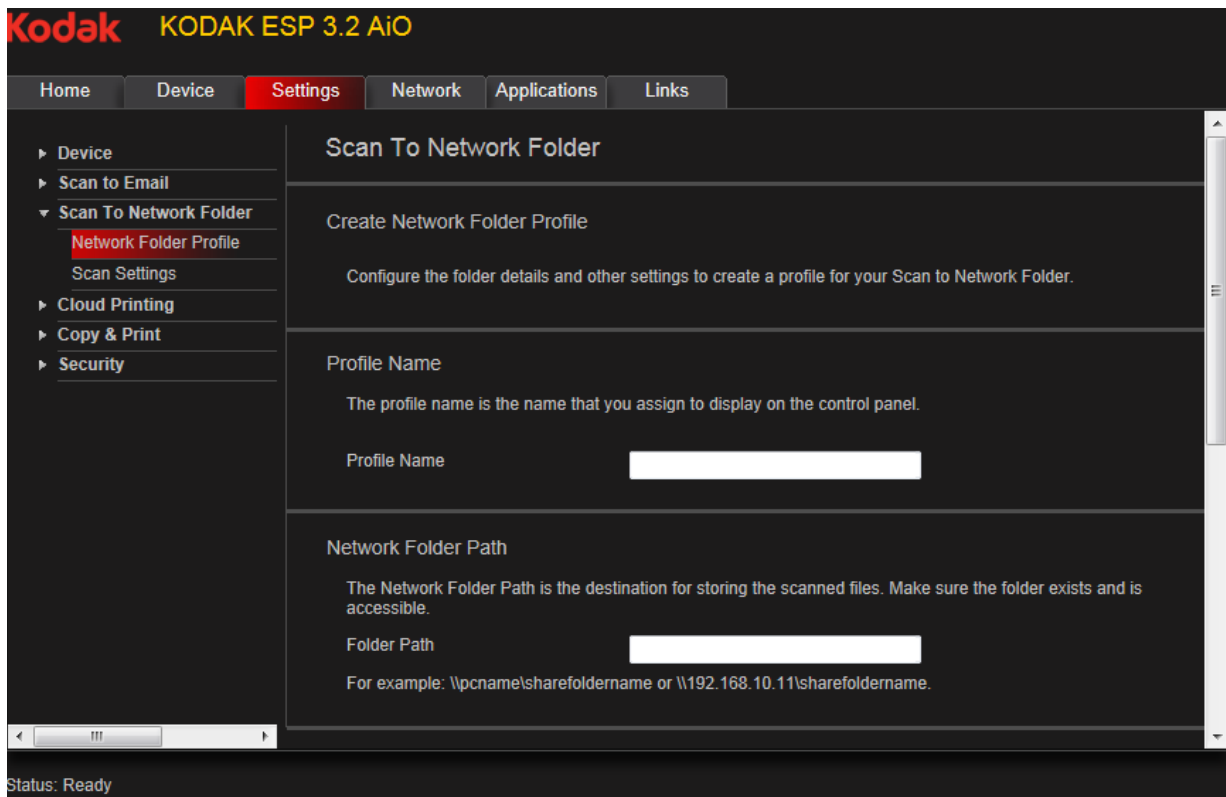 Kodak KODAK ESP 3.2 AiO
Home Device Settings Network Applications Links
Device
Scan to Email
Scan To Network Folder
Network Folder Profile
Scan Settings
Cloud Printing
Copy & Print
Security
Scan To Network Folder
Create Network Folder Profile
Configure the folder details and other settings to create a profile for your Scan to Network Folder.
Profile Name
The profile name is the name that you assign to display on the control panel.
Profile Name
Network Folder Path
The Network Folder Path is the destination for storing the scanned files. Make sure the folder exists and is
accessible.
Folder Path
For example: \\pcname\sharefoldername or \\192.168.10.11\sharefoldername.
Status: Ready